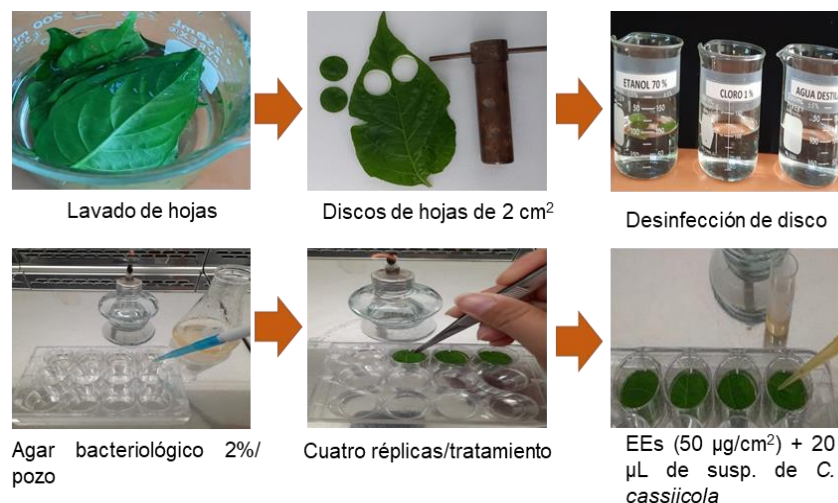 ETANOL 70 %
CLORO 1 %
AGUA DESTIL
Lavado de hojas
Discos de hojas de 2 cm²
Desinfección de disco
Agar bacteriológico 2%/
pozo
Cuatro réplicas/tratamiento
EEs (50 µg/cm²) + 20
µL de susp. de C.
cassiicola